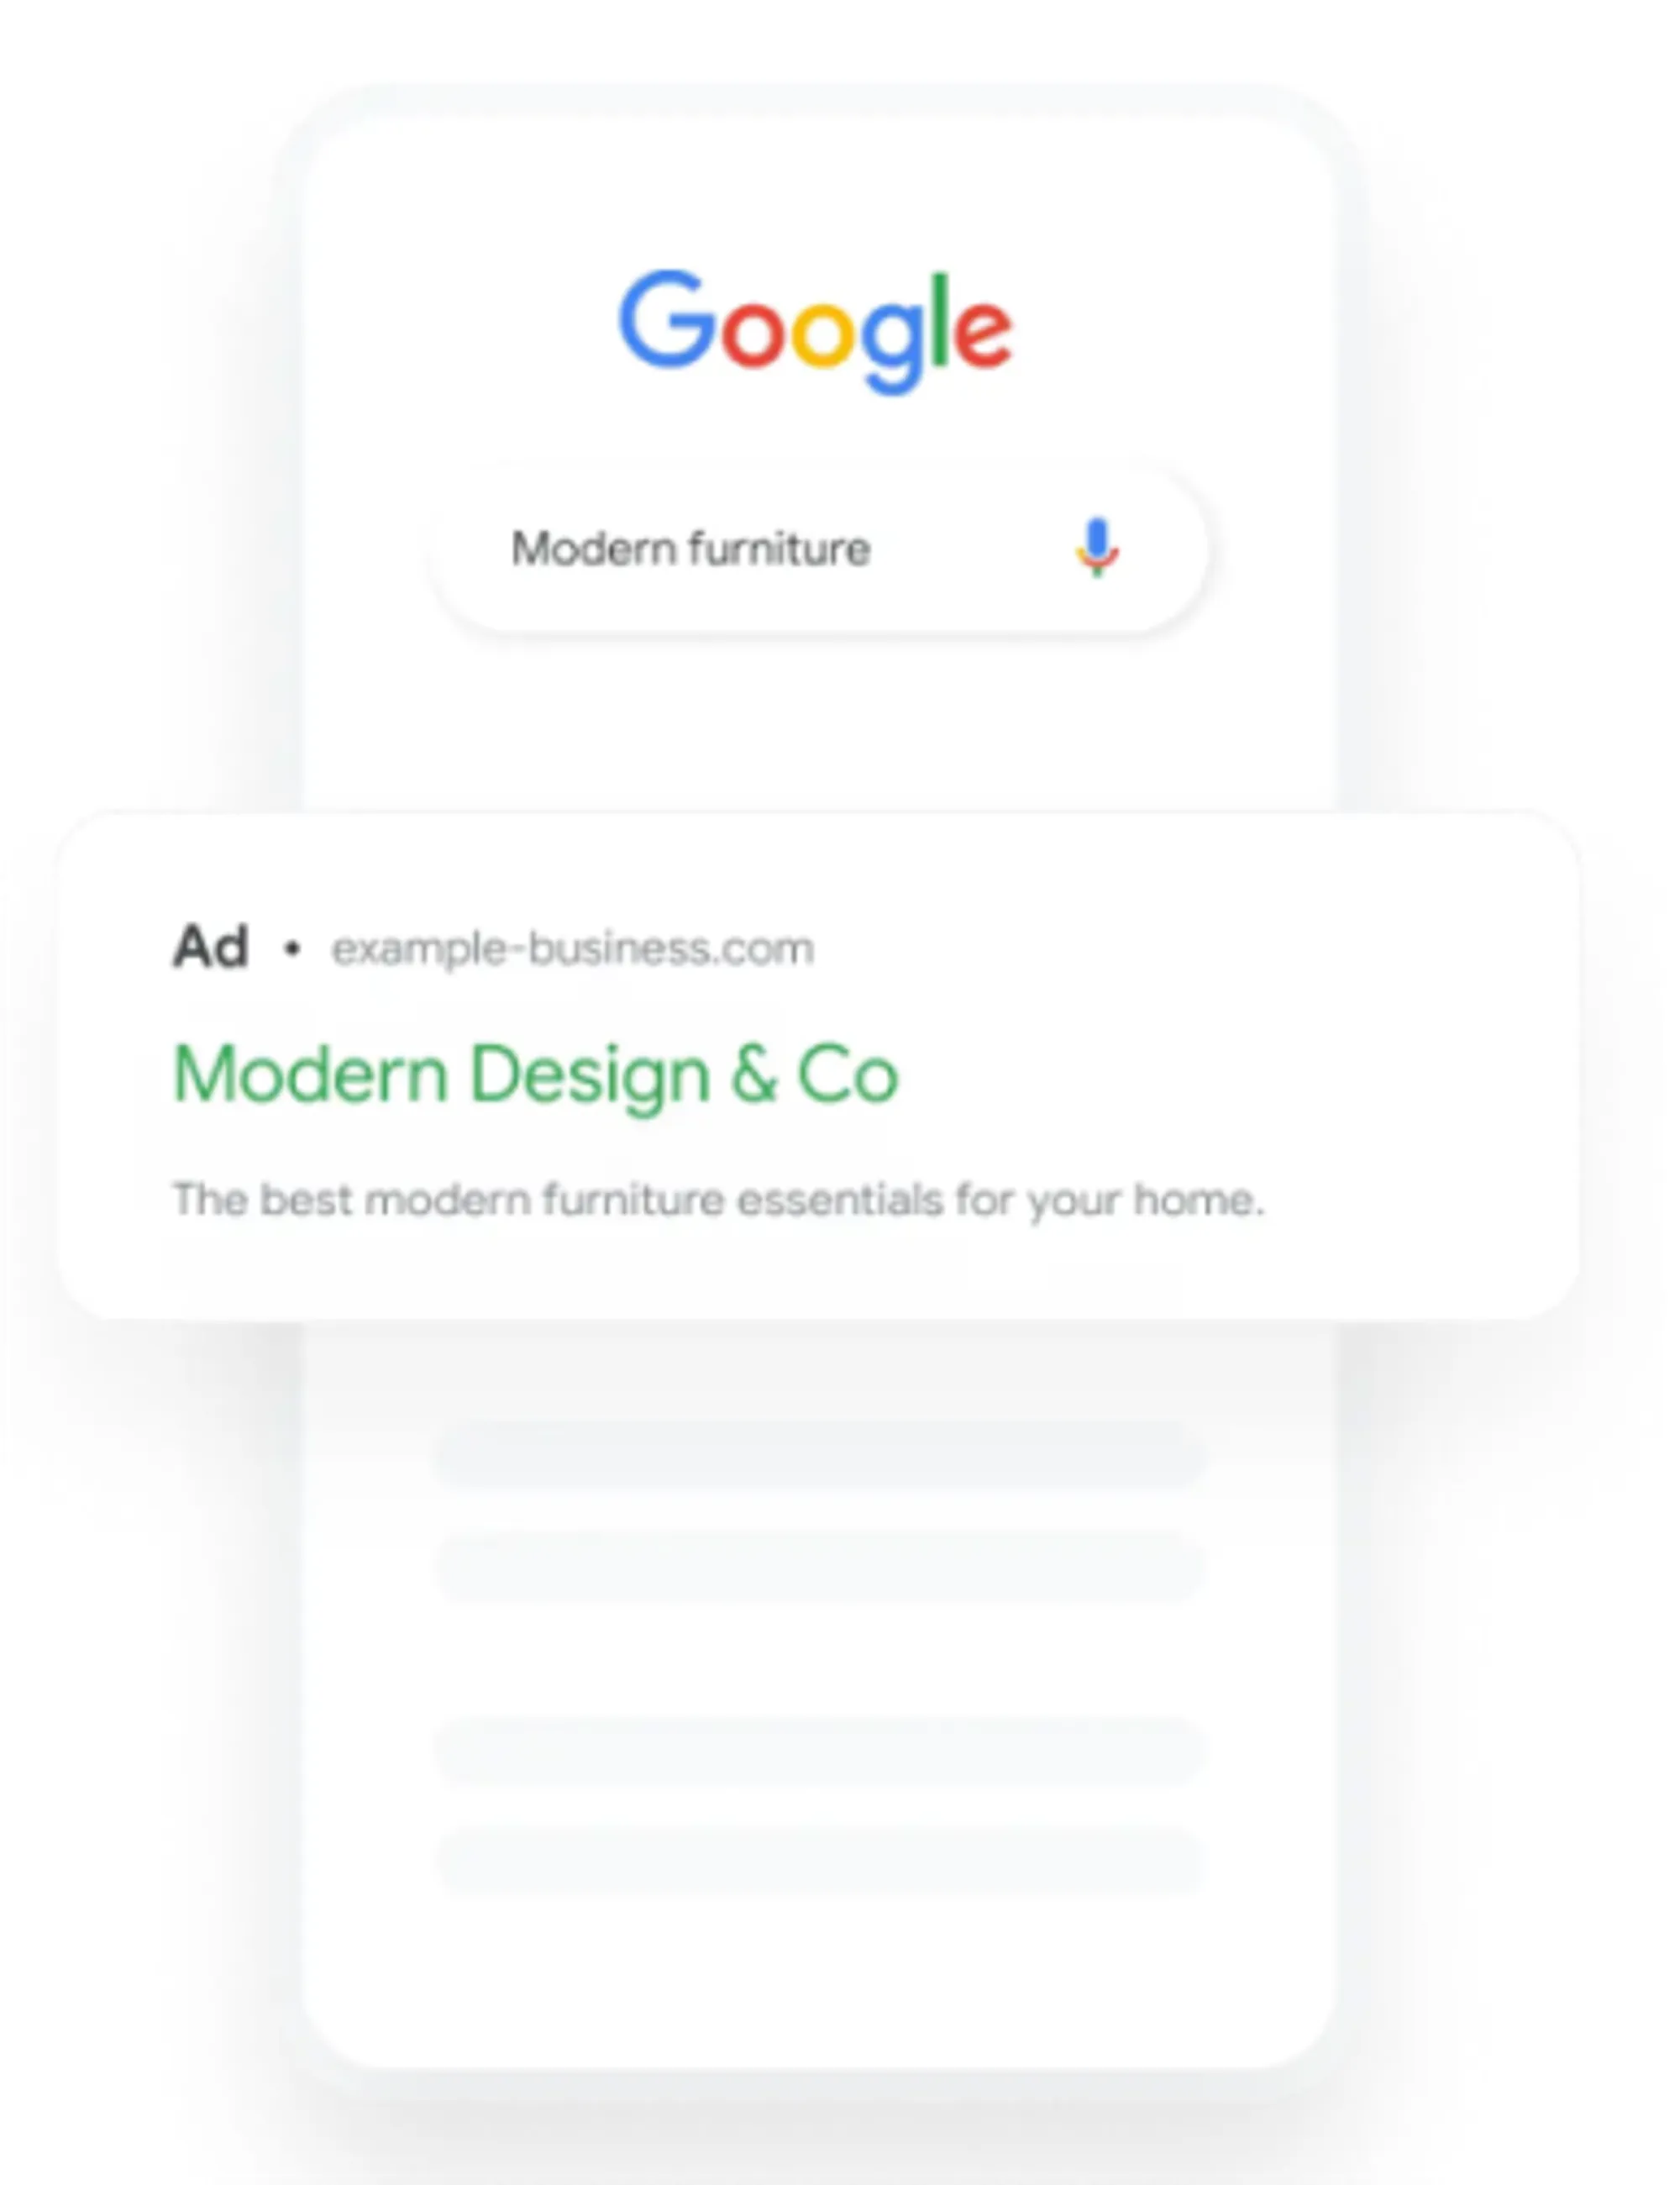 Google
Modern furniture
Ad • example-business.com
Modern Design & Co
The best modern furniture essentials for your home.